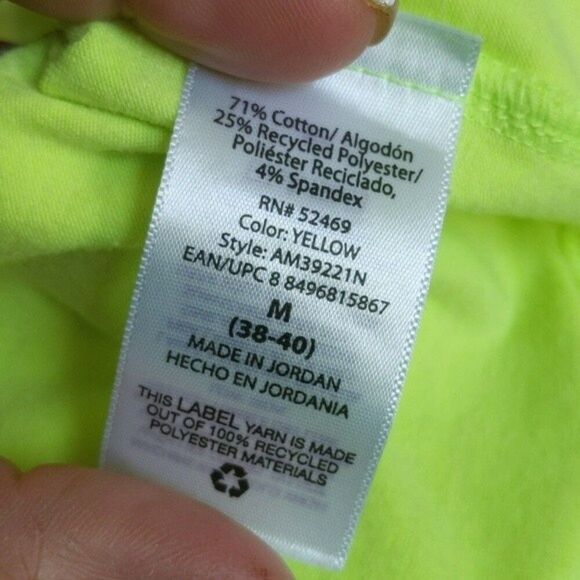 71% Cotton/ Algodón
25% Recycled Polyester/
Poliéster Reciclado,
4% Spandex
RN# 52469
Color: YELLOW
Style: AM39221N
EAN/UPC 8 8496815867
M
(38-40)
MADE IN JORDAN
HECHO EN JORDANIA
THIS LABEL YARN IS MADE
OUT OF 100% RECYCLED
POLYESTER MATERIALS